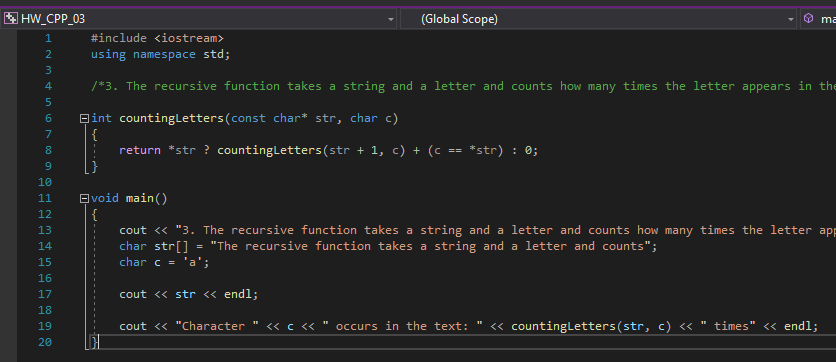 HW_CPP_03 (Global Scope)
1 #include <iostream>
2 using namespace std;
3
4 /*3. The recursive function takes a string and a letter and counts how many times the letter appears in the
5
6 int countingLetters(const char* str, char c)
7 {
8 return *str ? countingLetters(str + 1, c) + (c == *str) : 0;
9 }
10
11 void main()
12 {
13 cout << "3. The recursive function takes a string and a letter and counts how many times the letter app
14 char str[] = "The recursive function takes a string and a letter and counts";
15 char c = 'a';
16
17 cout << str << endl;
18
19 cout << "Character " << c << " occurs in the text: " << countingLetters(str, c) << " times" << endl;
20 }